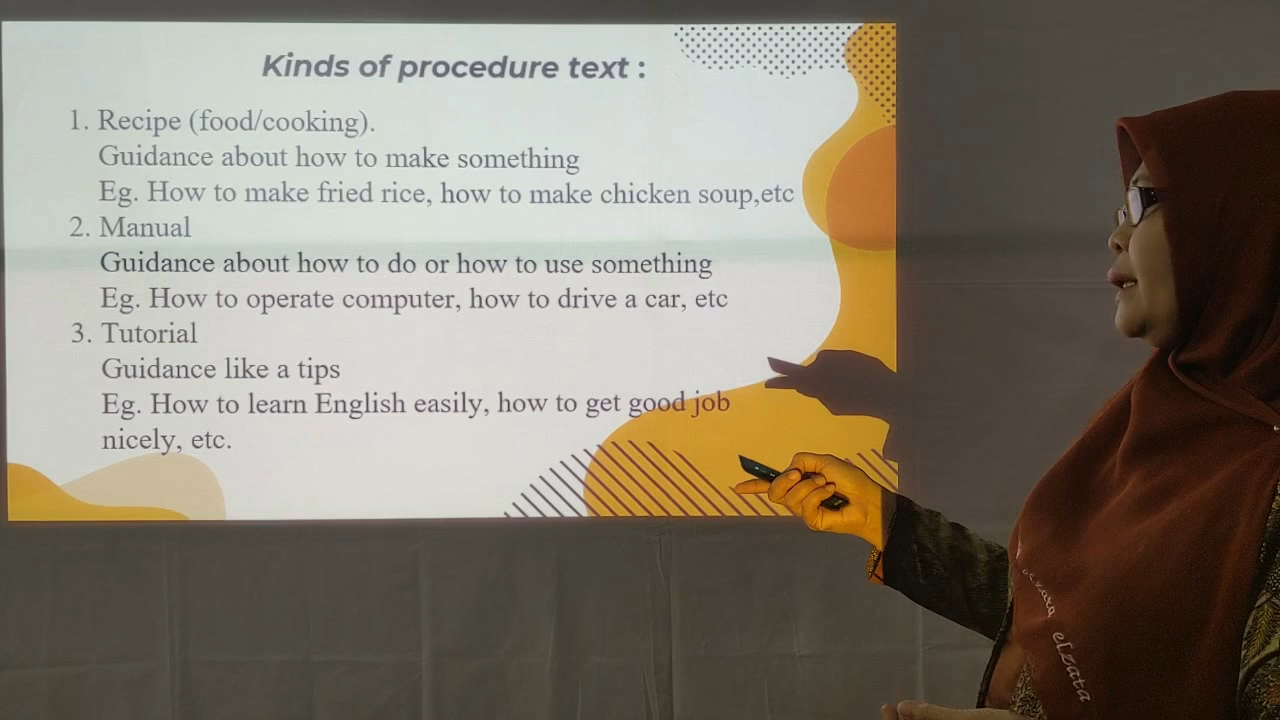 Kinds of procedure text :
1. Recipe (food/cooking).
Guidance about how to make something
Eg. How to make fried rice, how to make chicken soup,etc
2. Manual
Guidance about how to do or how to use something
Eg. How to operate computer, how to drive a car, etc
3. Tutorial
Guidance like a tips
Eg. How to learn English easily, how to get good job
nicely, etc.
elzata